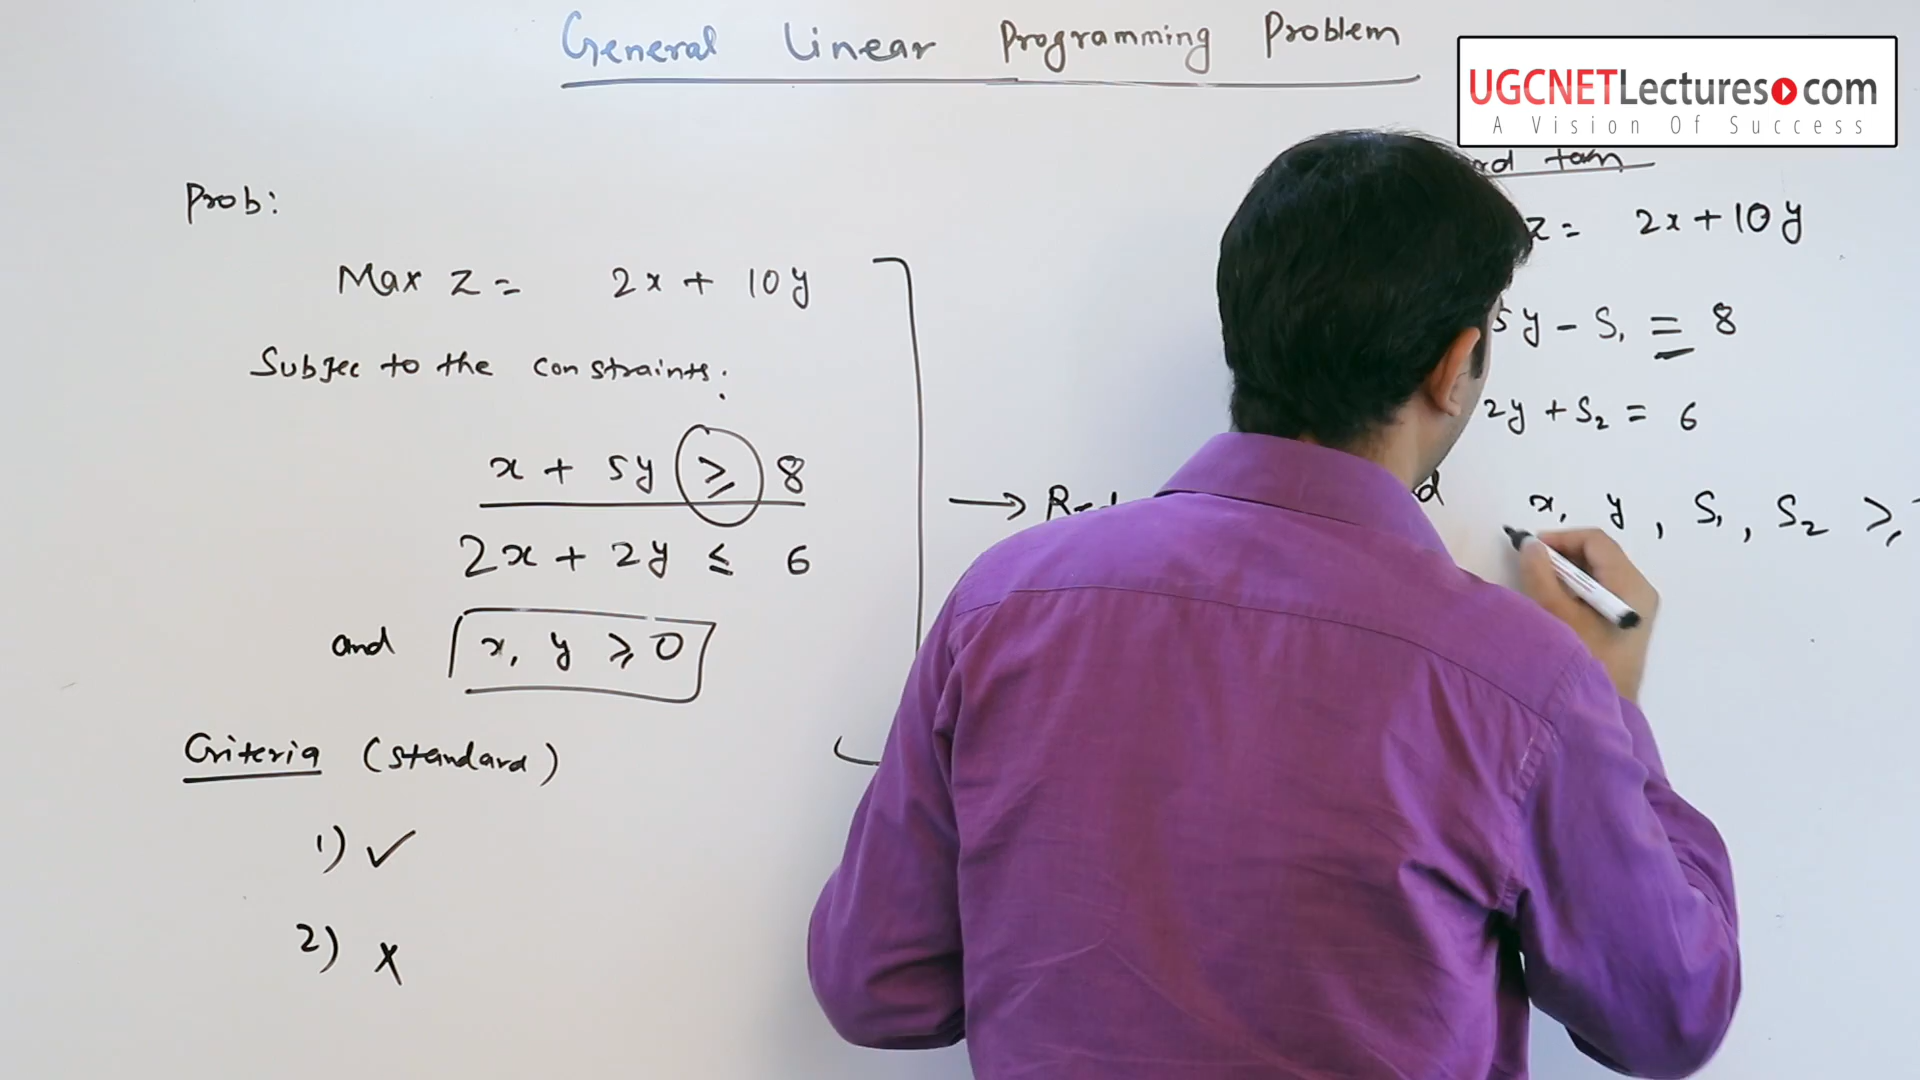 General Linear Programming Problem
UGCNETLectures.com
A Vision Of Success
Prob:
Max Z = 2x + 10y
Subjec to the constraints:
x + 5y ≥ 8
2x + 2y ≤ 6
and x, y ≥ 0
Criteria (standard)
1) ✓
2) x
→
Z = 2x + 10y
5y - S₁ = 8
2y + S₂ = 6
x, y, S₁, S₂ ≥